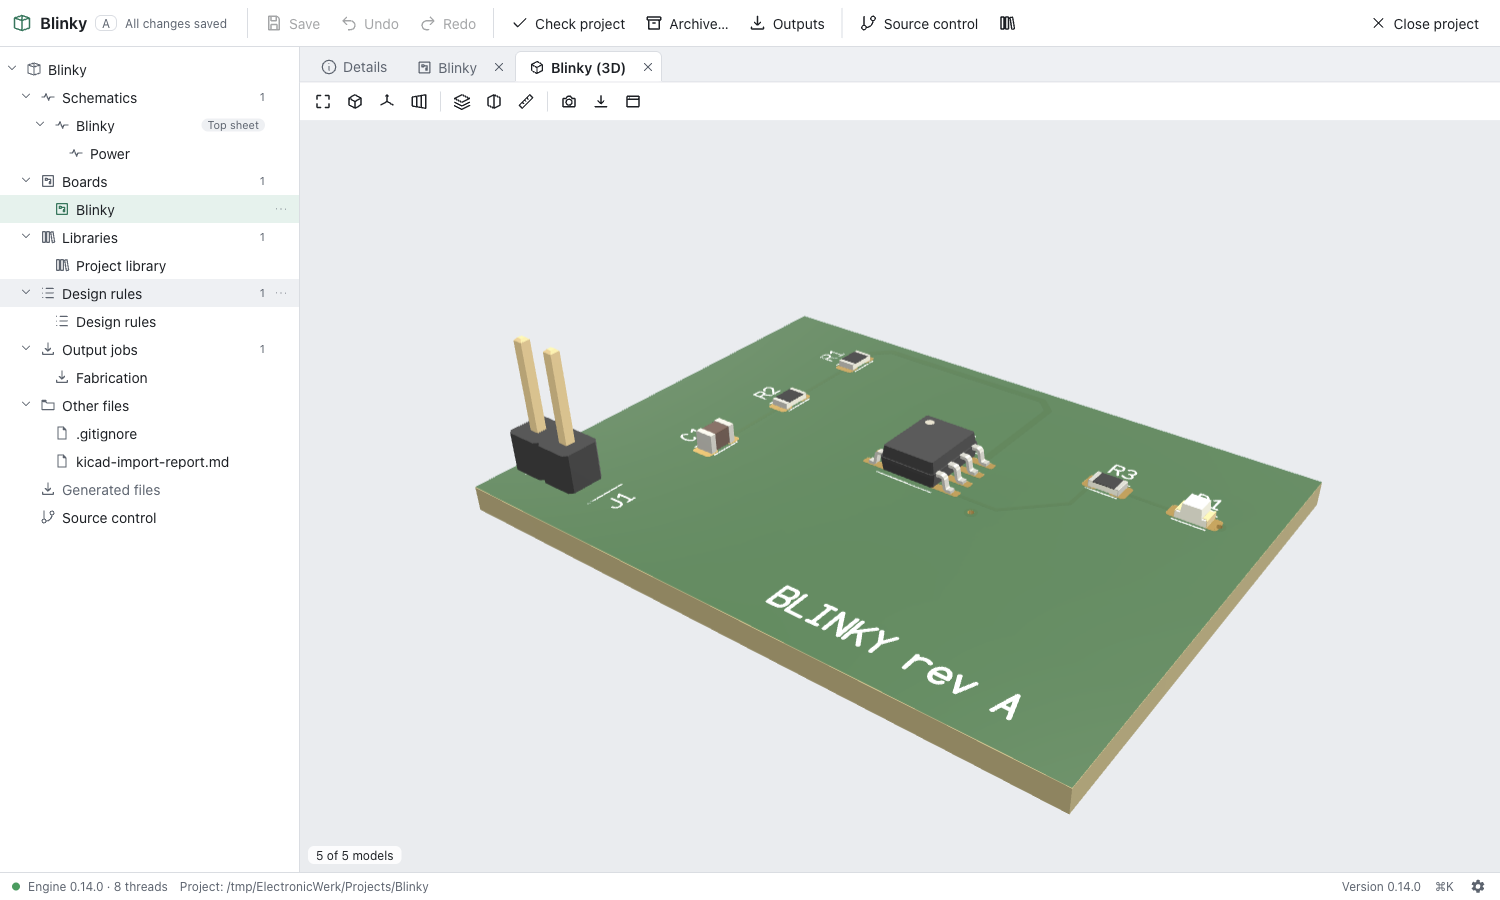 Blinky A All changes saved Save Undo Redo Check project Archive... Outputs Source control Close project
Blinky
Schematics 1
Blinky Top sheet
Power
Boards 1
Blinky
Libraries 1
Project library
Design rules 1
Design rules
Output jobs 1
Fabrication
Other files
.gitignore
kicad-import-report.md
Generated files
Source control
Details Blinky Blinky (3D)
R1
R2
J1
R3
BLINKY rev A
5 of 5 models
Engine 0.14.0 · 8 threads Project: /tmp/ElectronicWerk/Projects/Blinky Version 0.14.0 ⌘K